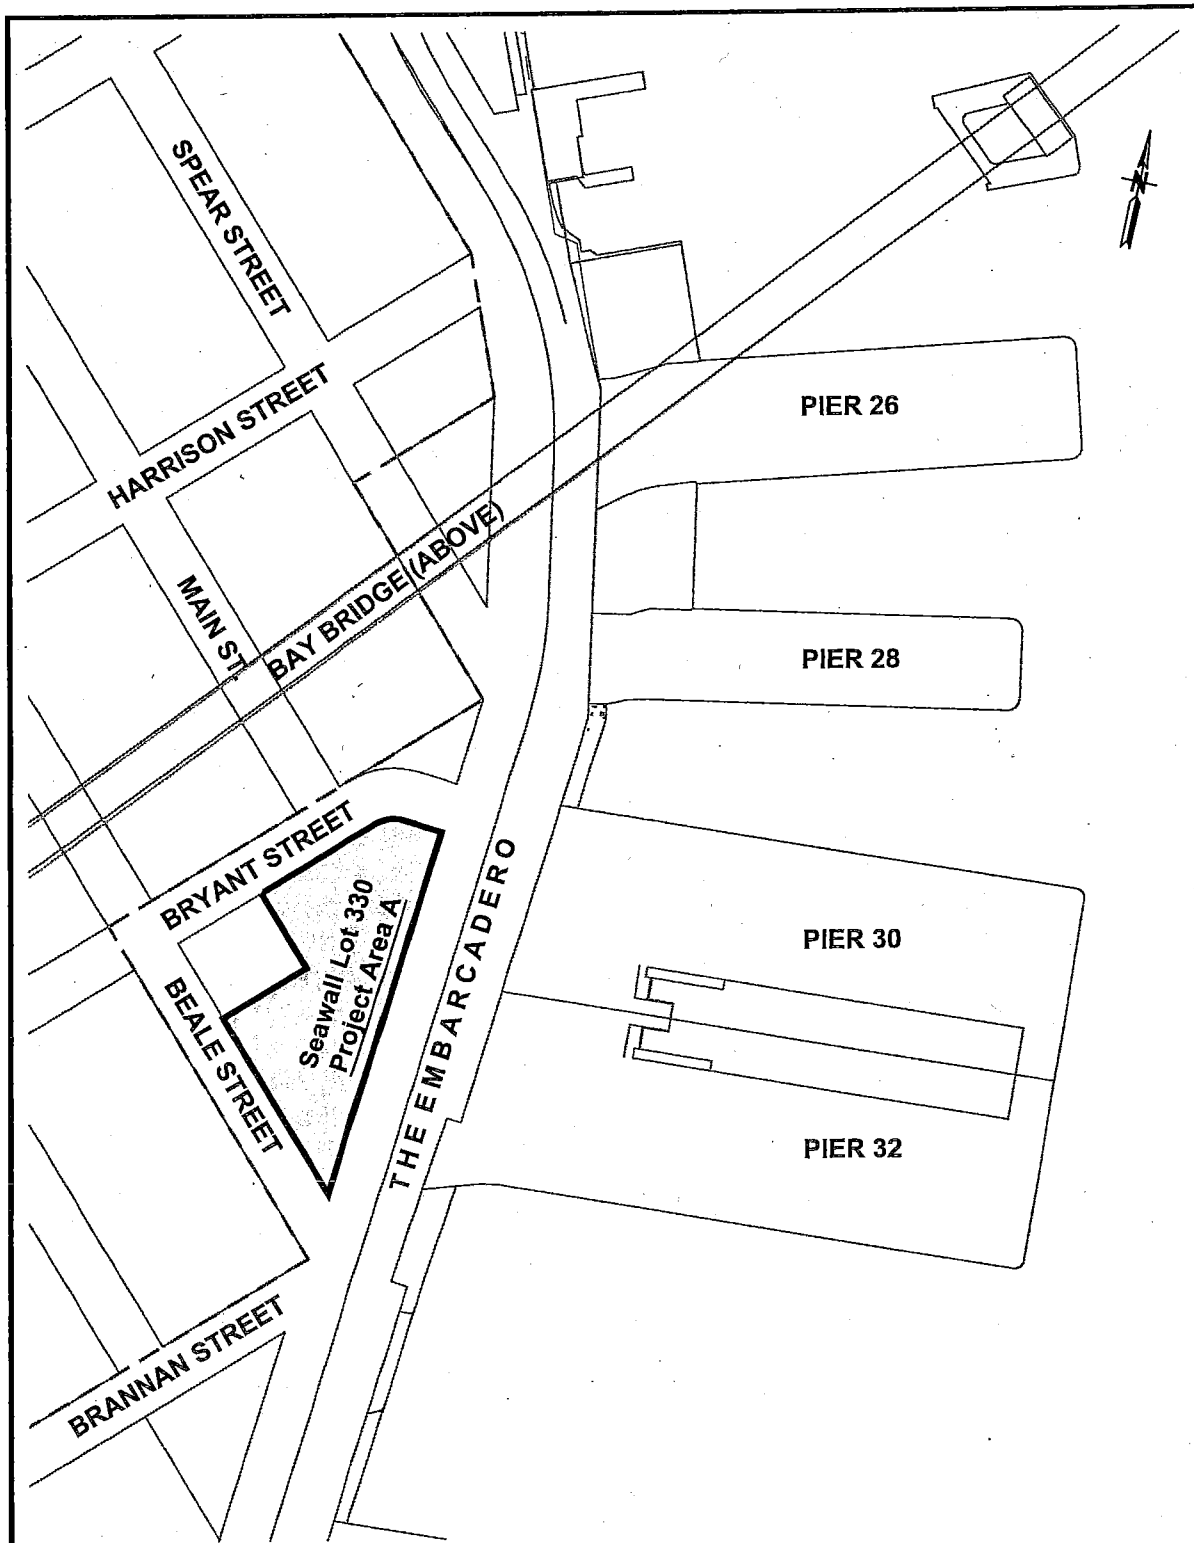 SPEAR STREET
N
HARRISON STREET
PIER 26
BAY BRIDGE (ABOVE)
MAIN ST.
PIER 28
BRYANT STREET
Seawall Lot 330
Project Area A
THE EMBARCADERO
PIER 30
BEALE STREET
PIER 32
BRANNAN STREET